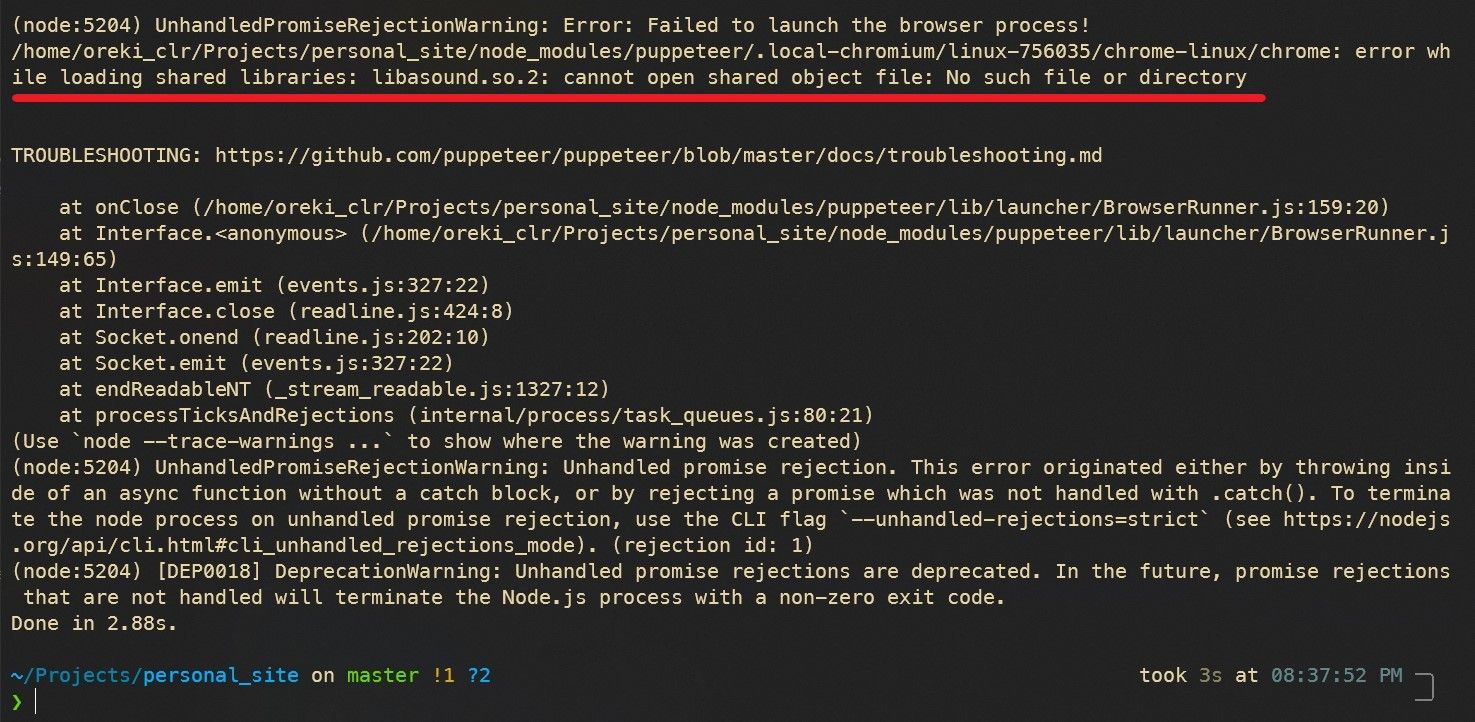 (node:5204) UnhandledPromiseRejectionWarning: Error: Failed to launch the browser process!
/home/oreki_clr/Projects/personal_site/node_modules/puppeteer/.local-chromium/linux-756035/chrome-linux/chrome: error wh
ile loading shared libraries: libasound.so.2: cannot open shared object file: No such file or directory
TROUBLESHOOTING: https://github.com/puppeteer/puppeteer/blob/master/docs/troubleshooting.md
    at onClose (/home/oreki_clr/Projects/personal_site/node_modules/puppeteer/lib/launcher/BrowserRunner.js:159:20)
    at Interface.<anonymous> (/home/oreki_clr/Projects/personal_site/node_modules/puppeteer/lib/launcher/BrowserRunner.j
s:149:65)
    at Interface.emit (events.js:327:22)
    at Interface.close (readline.js:424:8)
    at Socket.onend (readline.js:202:10)
    at Socket.emit (events.js:327:22)
    at endReadableNT (_stream_readable.js:1327:12)
    at processTicksAndRejections (internal/process/task_queues.js:80:21)
(Use `node --trace-warnings ...` to show where the warning was created)
(node:5204) UnhandledPromiseRejectionWarning: Unhandled promise rejection. This error originated either by throwing insi
de of an async function without a catch block, or by rejecting a promise which was not handled with .catch(). To termina
te the node process on unhandled promise rejection, use the CLI flag `--unhandled-rejections=strict` (see https://nodejs
.org/api/cli.html#cli_unhandled_rejections_mode). (rejection id: 1)
(node:5204) [DEP0018] DeprecationWarning: Unhandled promise rejections are deprecated. In the future, promise rejections
 that are not handled will terminate the Node.js process with a non-zero exit code.
Done in 2.88s.
~/Projects/personal_site on master !1 ?2 took 3s at 08:37:52 PM
❯